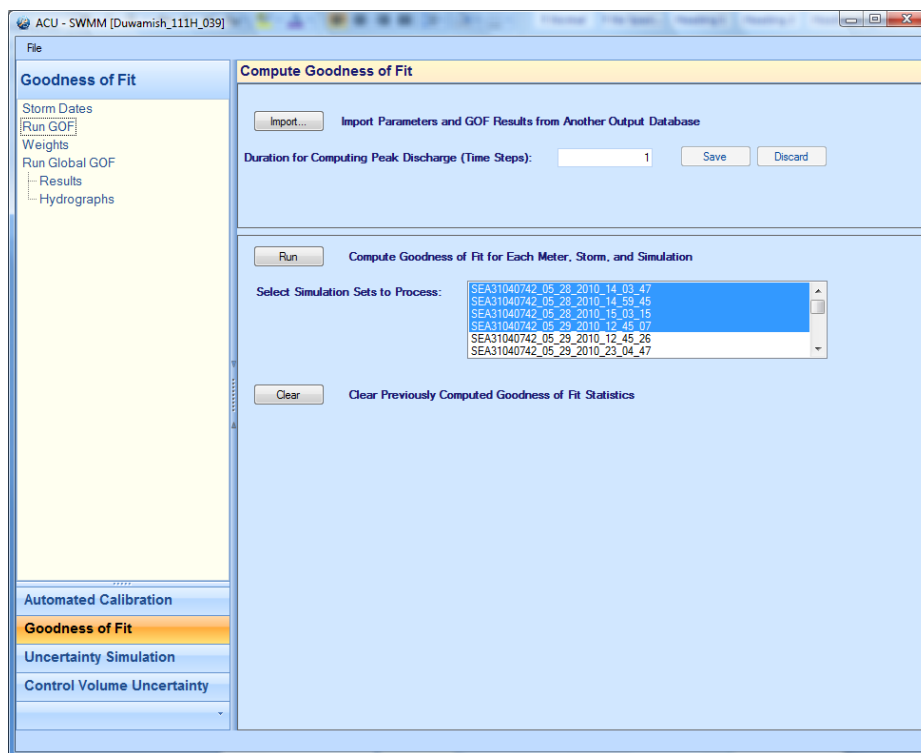 ACU - SWMM [Duwamish_111H_039]
File
Goodness of Fit
Storm Dates
Run GOF
Weights
Run Global GOF
Results
Hydrographs
Automated Calibration
Goodness of Fit
Uncertainty Simulation
Control Volume Uncertainty
Compute Goodness of Fit
Import... Import Parameters and GOF Results from Another Output Database
Duration for Computing Peak Discharge (Time Steps): 1 Save Discard
Run Compute Goodness of Fit for Each Meter, Storm, and Simulation
Select Simulation Sets to Process:
SEA31040742_05_28_2010_14_03_47
SEA31040742_05_28_2010_14_59_45
SEA31040742_05_28_2010_15_03_15
SEA31040742_05_29_2010_12_45_07
SEA31040742_05_29_2010_12_45_26
SEA31040742_05_29_2010_23_04_47
Clear Clear Previously Computed Goodness of Fit Statistics